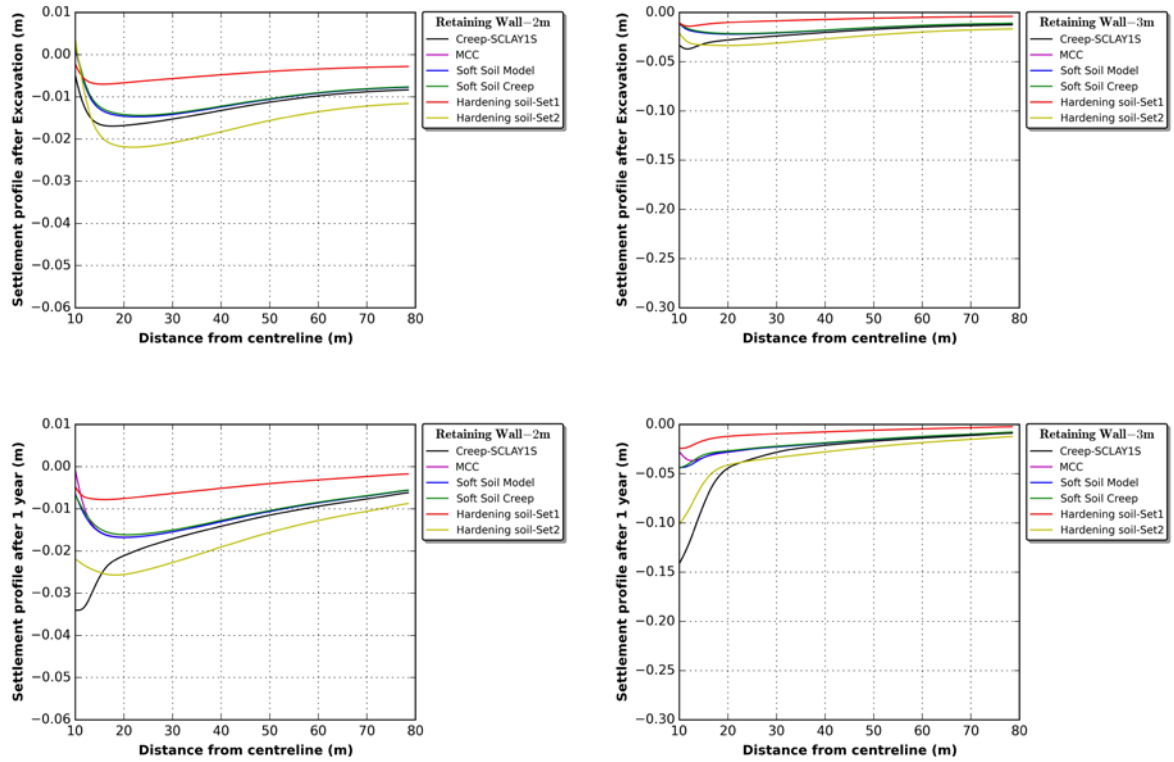 Settlement profile after Excavation (m)
0.01
0.00
−0.01
−0.02
−0.03
−0.04
−0.05
−0.06
10 20 30 40 50 60 70 80
Distance from centreline (m)
Retaining Wall−2m
Creep-SCLAY1S
MCC
Soft Soil Model
Soft Soil Creep
Hardening soil-Set1
Hardening soil-Set2
Settlement profile after Excavation (m)
0.00
−0.05
−0.10
−0.15
−0.20
−0.25
−0.30
10 20 30 40 50 60 70 80
Distance from centreline (m)
Retaining Wall−3m
Creep-SCLAY1S
MCC
Soft Soil Model
Soft Soil Creep
Hardening soil-Set1
Hardening soil-Set2
Settlement profile after 1 year (m)
0.01
0.00
−0.01
−0.02
−0.03
−0.04
−0.05
−0.06
10 20 30 40 50 60 70 80
Distance from centreline (m)
Retaining Wall−2m
Creep-SCLAY1S
MCC
Soft Soil Model
Soft Soil Creep
Hardening soil-Set1
Hardening soil-Set2
Settlement profile after 1 year (m)
0.00
−0.05
−0.10
−0.15
−0.20
−0.25
−0.30
10 20 30 40 50 60 70 80
Distance from centreline (m)
Retaining Wall−3m
Creep-SCLAY1S
MCC
Soft Soil Model
Soft Soil Creep
Hardening soil-Set1
Hardening soil-Set2